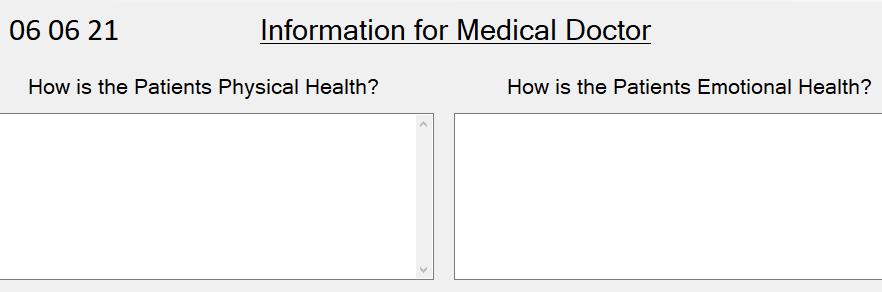 06 06 21 Information for Medical Doctor
How is the Patients Physical Health? How is the Patients Emotional Health?